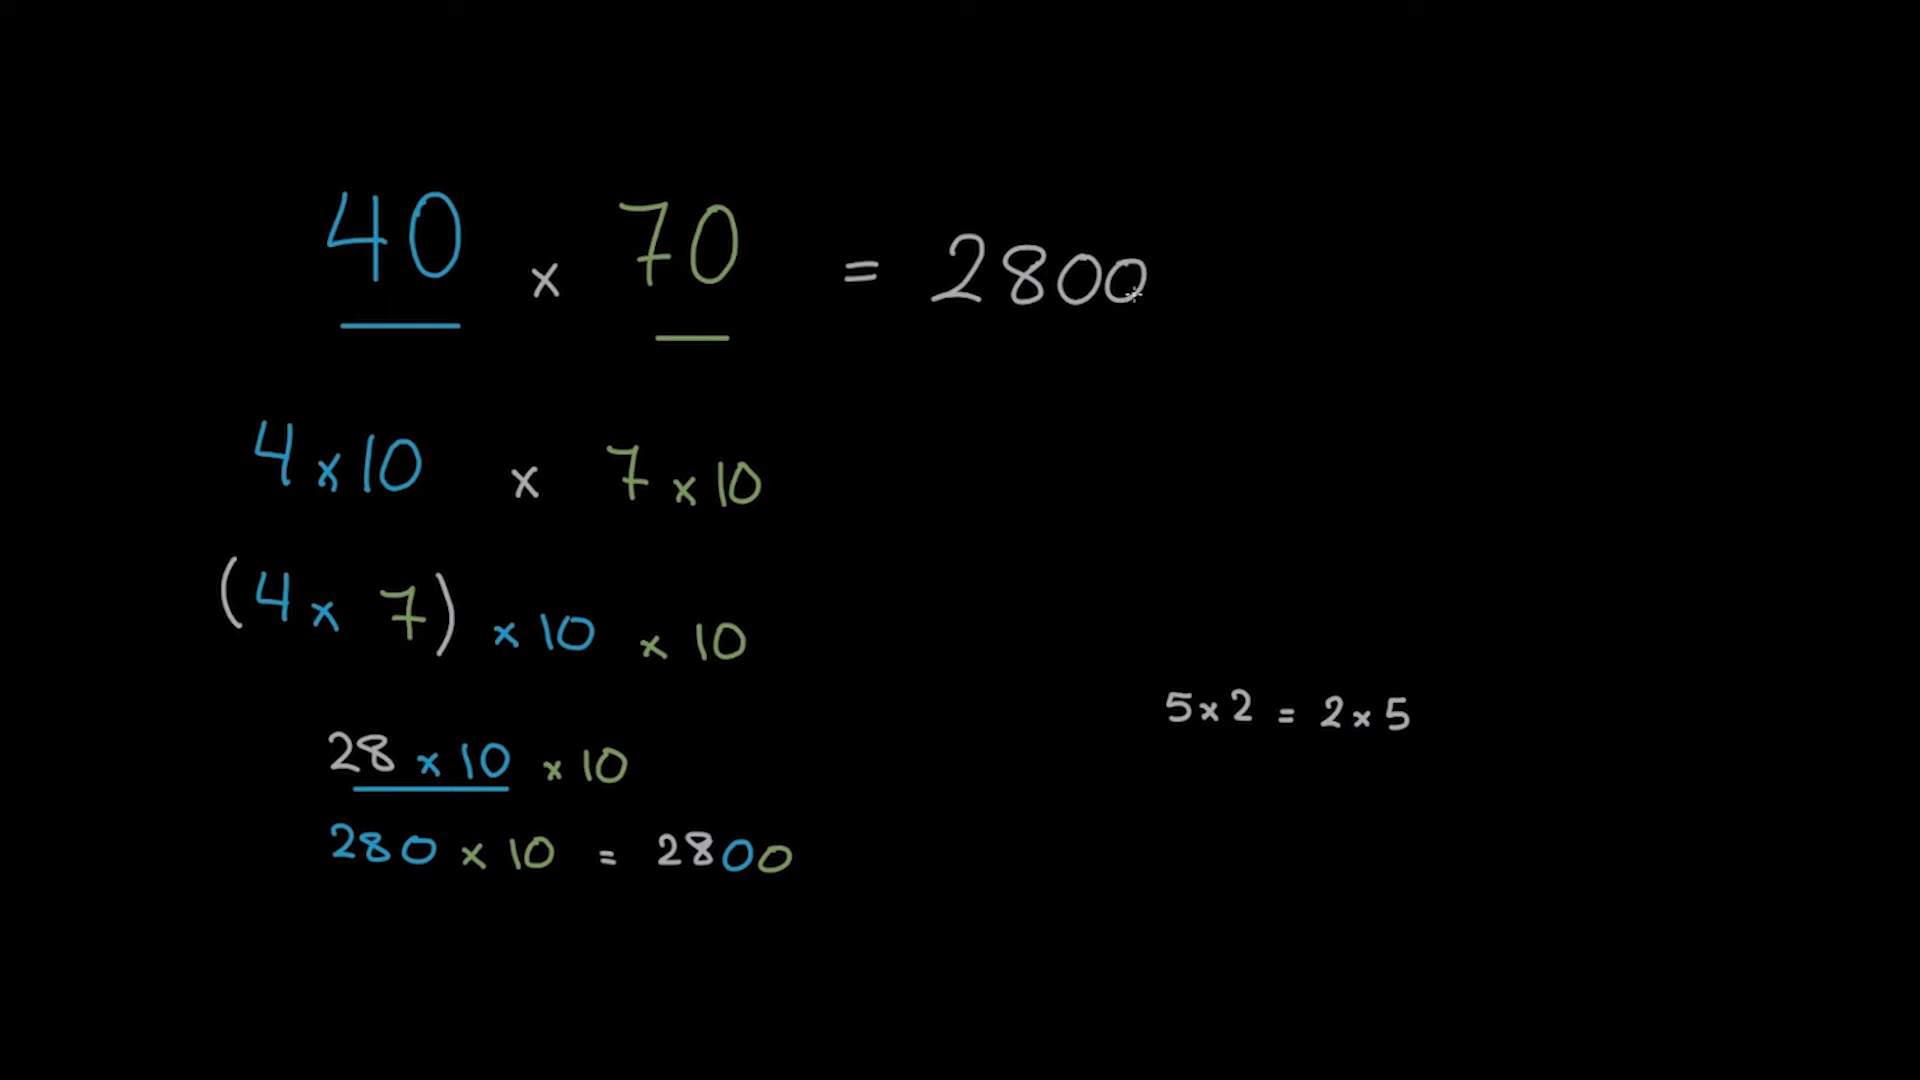 40 x 70 = 2800
4 x 10 x 7 x 10
(4 x 7) x 10 x 10
5 x 2 = 2 x 5
28 x 10 x 10
280 x 10 = 2800